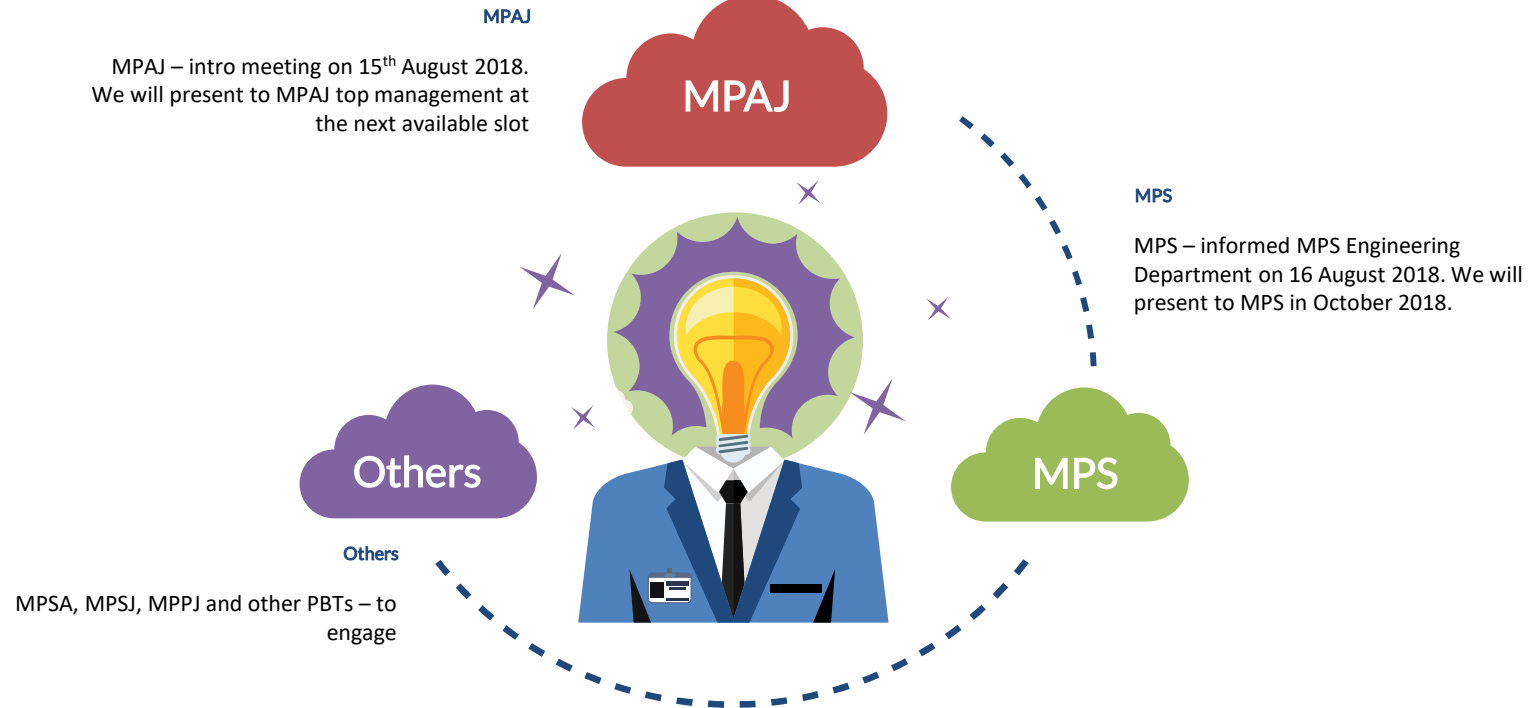 MPAJ
MPAJ – intro meeting on 15th August 2018.
We will present to MPAJ top management at
the next available slot
MPAJ
MPS
MPS – informed MPS Engineering
Department on 16 August 2018. We will
present to MPS in October 2018.
Others
MPS
Others
MPSA, MPSJ, MPPJ and other PBTs – to
engage